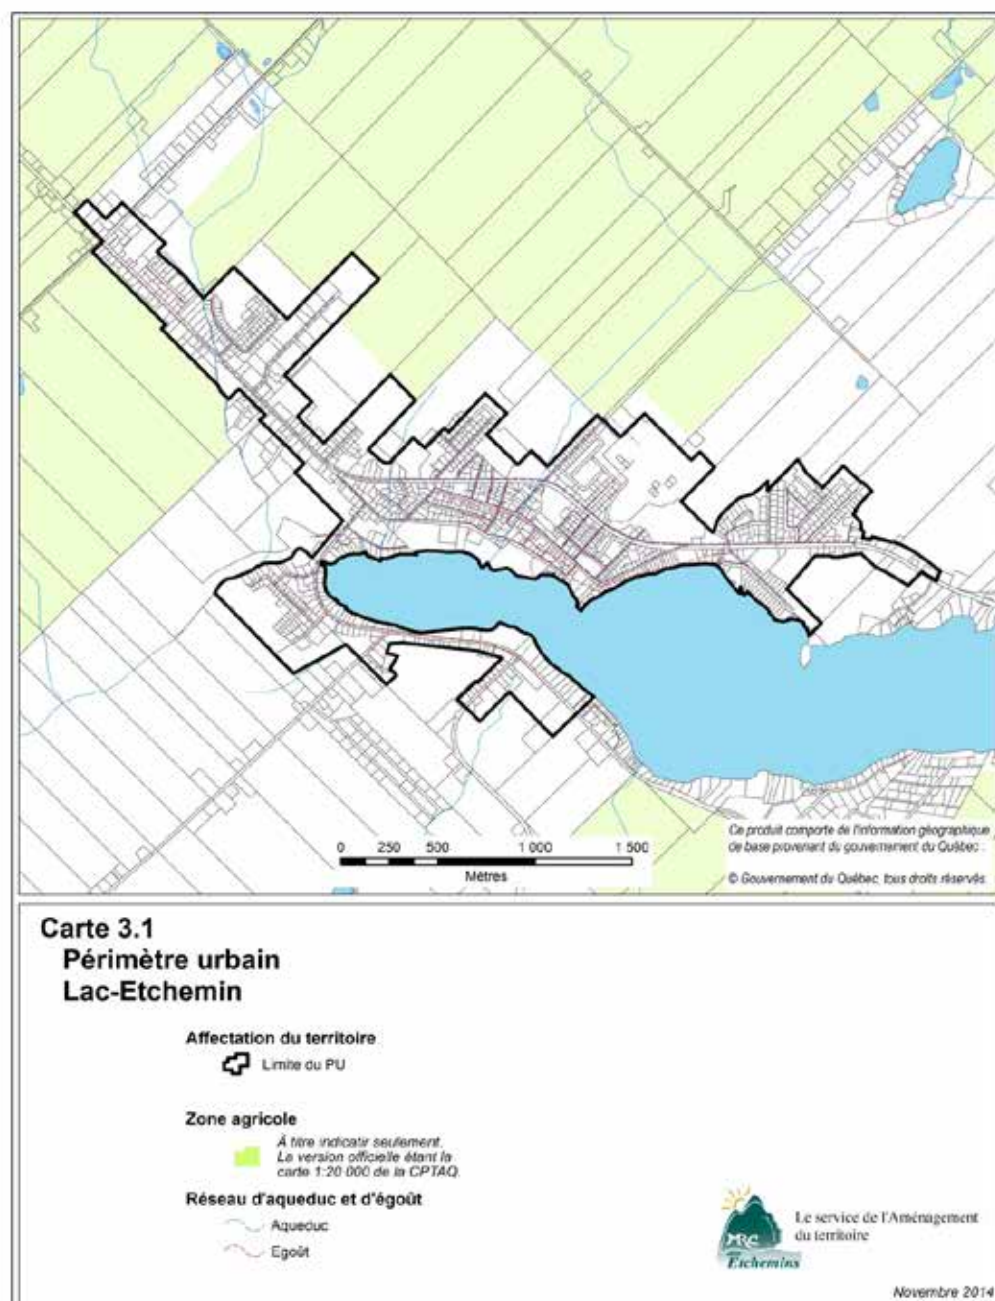 Ce produit comporte de l'information géographique
de base provenant du gouvernement du Québec.
© Gouvernement du Québec, tous droits réservés.
0 250 500 1 000 1 500
Mètres
Carte 3.1
Périmètre urbain
Lac-Etchemin
Affectation du territoire
Limite du PU
Zone agricole
À titre indicatif seulement.
La version officielle étant la
carte 1:20 000 de la CPTAQ.
Réseau d'aqueduc et d'égoût
Aqueduc
Egoût
MRC
Etchemins
Le service de l'Aménagement
du territoire
Novembre 2014